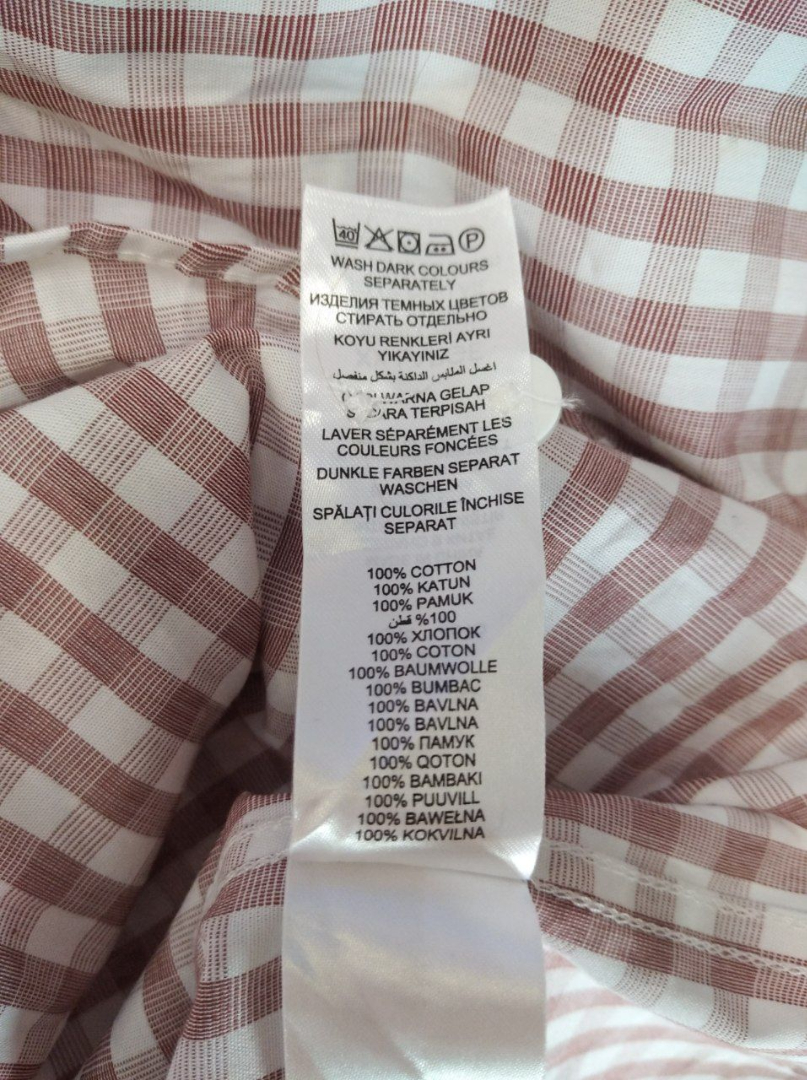 40 P
WASH DARK COLOURS
SEPARATELY
ИЗДЕЛИЯ ТЕМНЫХ ЦВЕТОВ
СТИРАТЬ ОТДЕЛЬНО
KOYU RENKLERİ AYRI
YIKAYINIZ
اغسل الملابس الداكنة بشكل منفصل
WARNA GELAP
TERPISAH
LAVER SÉPARÉMENT LES
COULEURS FONCÉES
DUNKLE FARBEN SEPARAT
WASCHEN
SPĂLAȚI CULORILE ÎNCHISE
SEPARAT
100% COTTON
100% KATUN
100% PAMUK
100% قطن
100% ХЛОПОК
100% COTON
100% BAUMWOLLE
100% BUMBAC
100% BAVLNA
100% BAVLNA
100% ПАМУК
100% QOTON
100% BAMBAKI
100% PUUVILL
100% BAWEŁNA
100% KOKVILNA